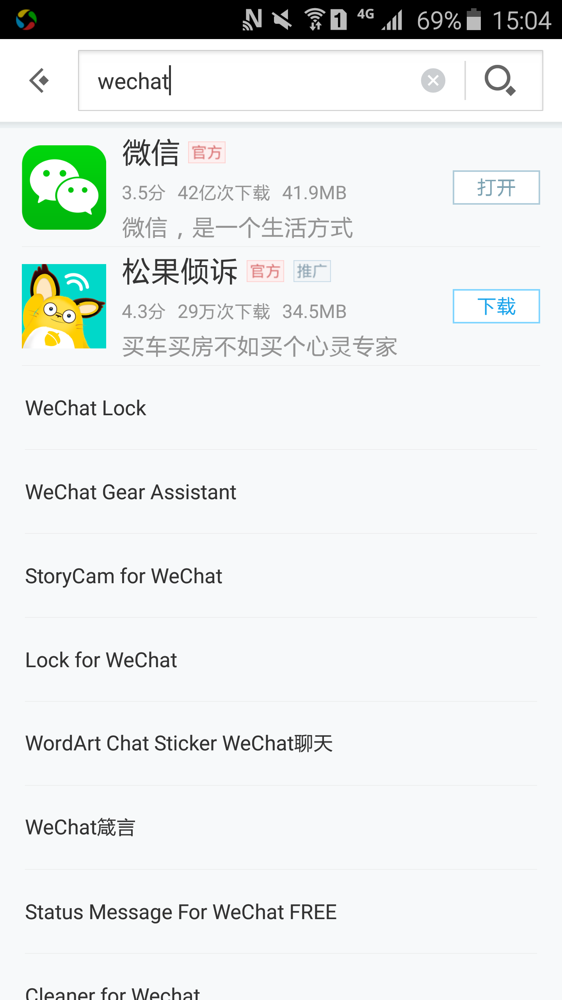 4G 69% 15:04
wechat
微信 官方
3.5分 42亿次下载 41.9MB
打开
微信，是一个生活方式
松果倾诉 官方 推广
4.3分 29万次下载 34.5MB
下载
买车买房不如买个心灵专家
WeChat Lock
WeChat Gear Assistant
StoryCam for WeChat
Lock for WeChat
WordArt Chat Sticker WeChat聊天
WeChat箴言
Status Message For WeChat FREE
Cleaner for Wechat